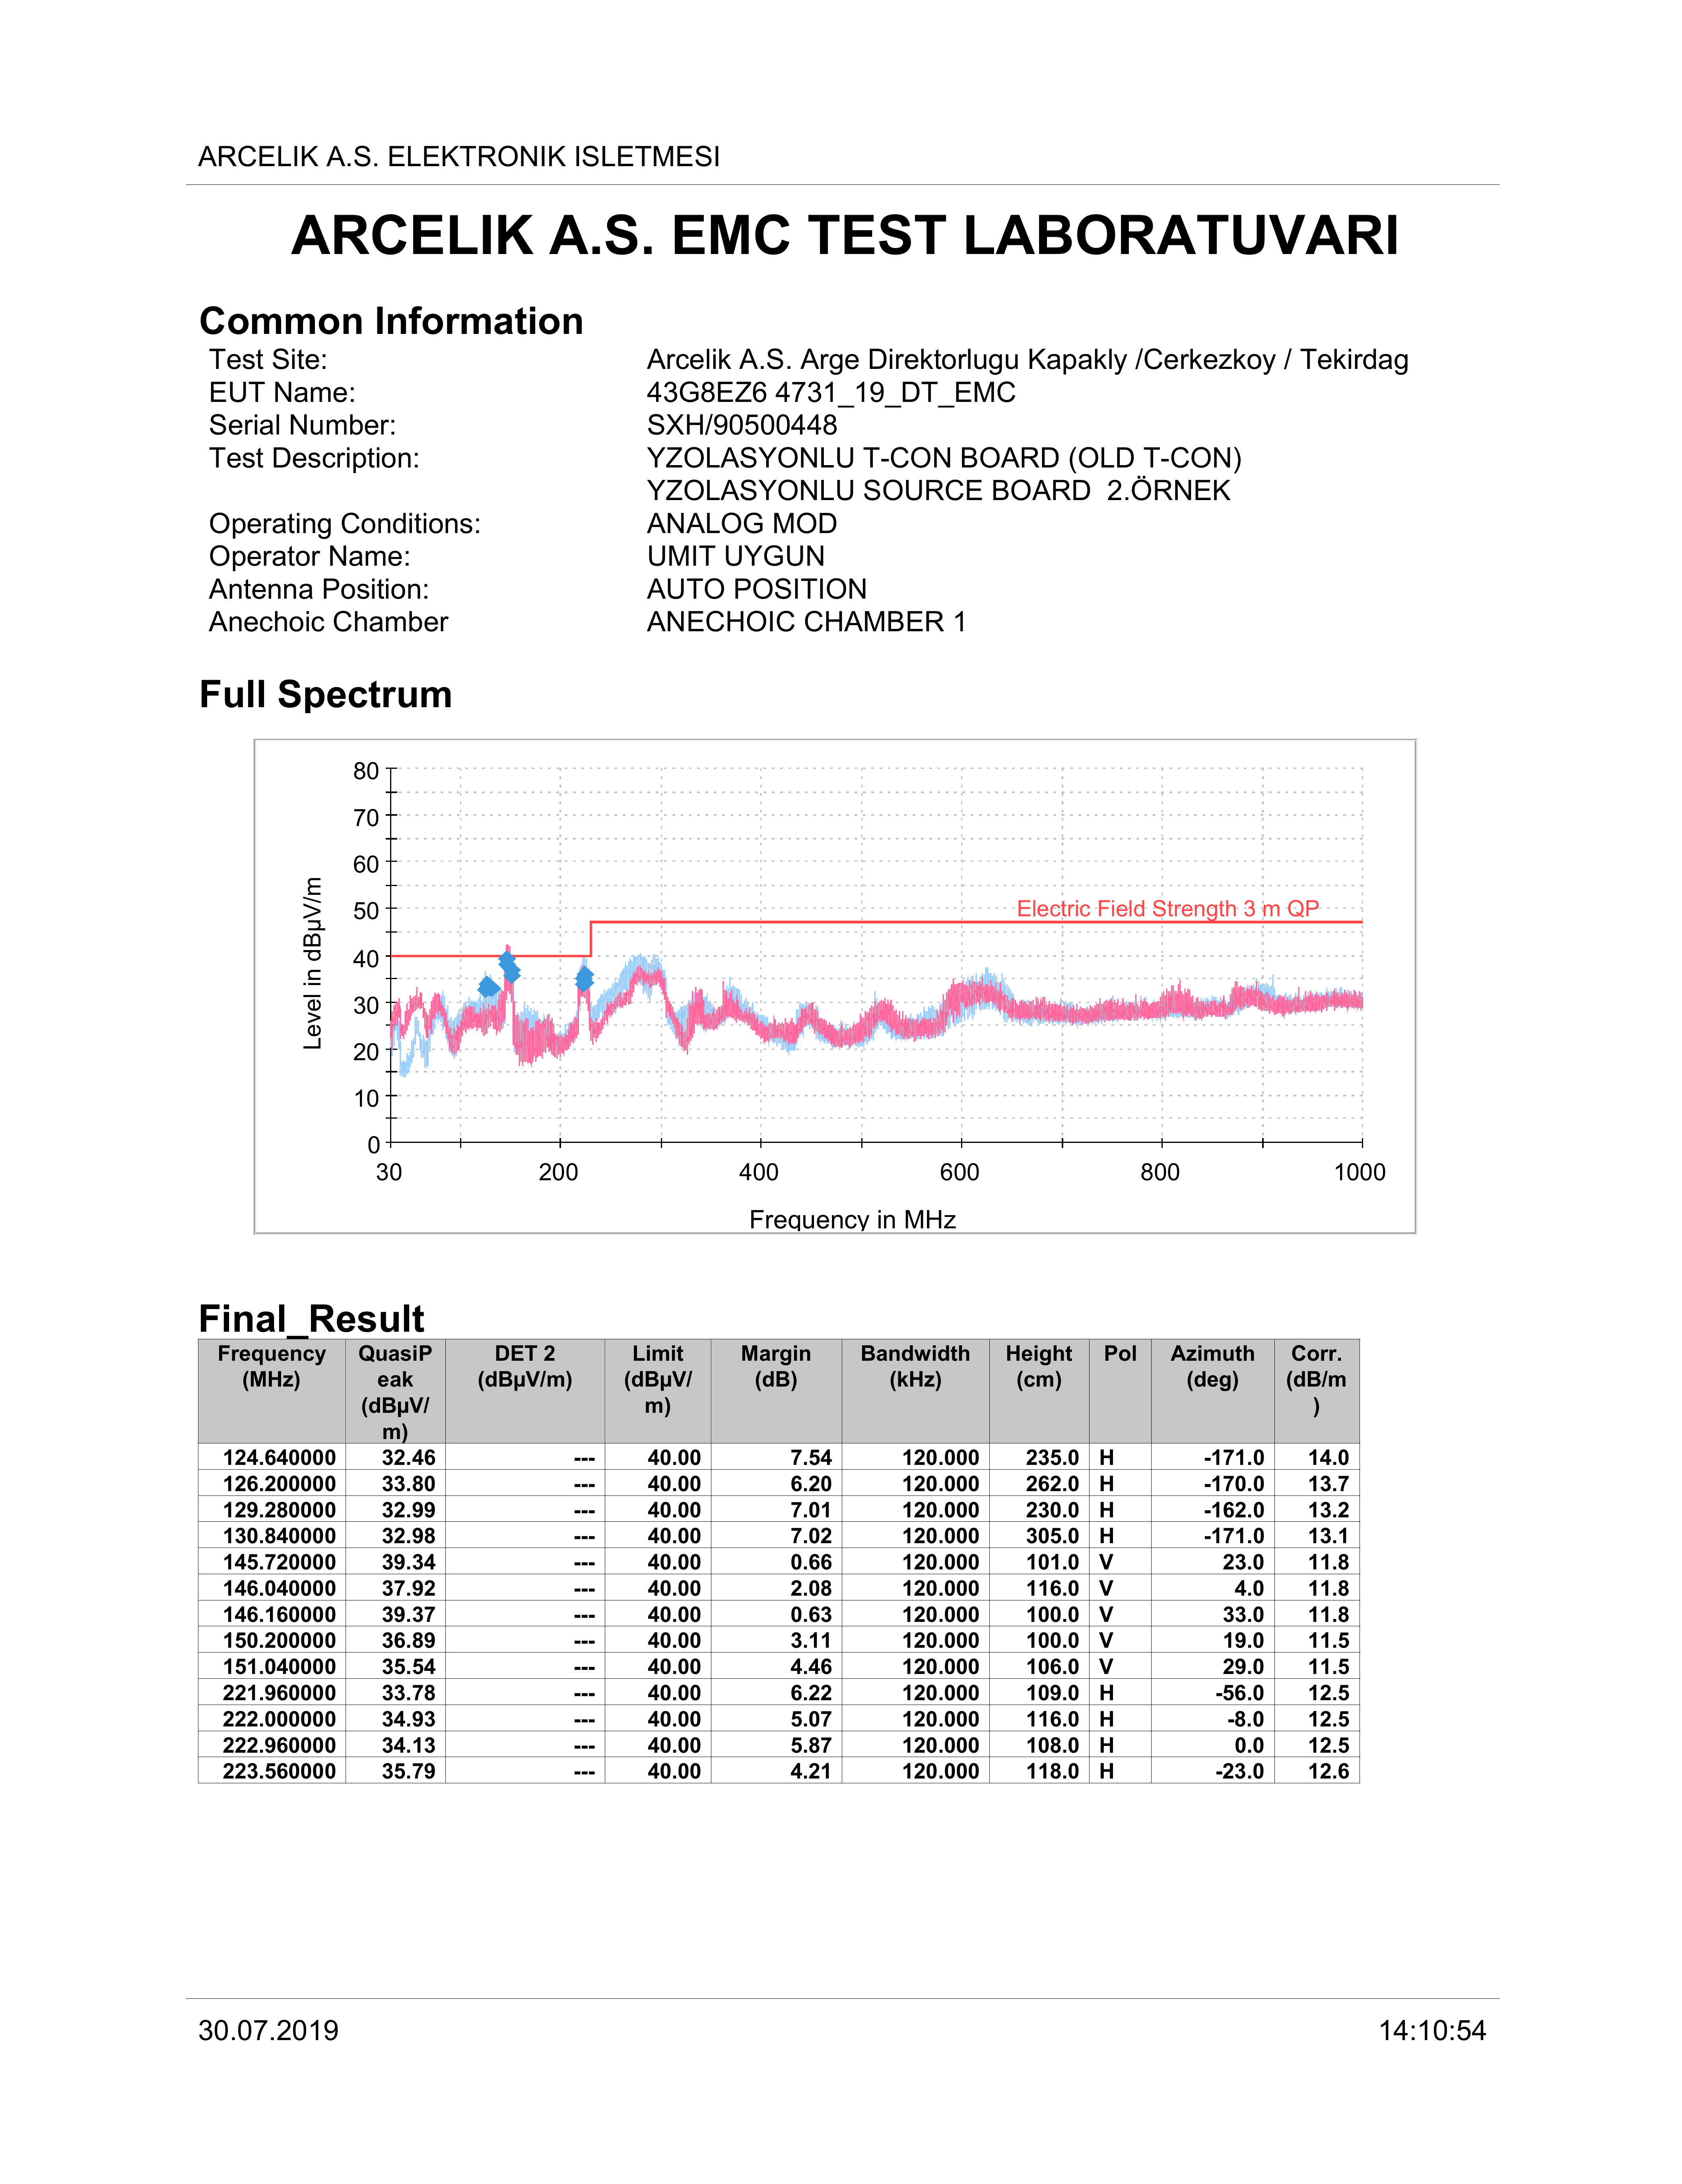 ARCELIK A.S. ELEKTRONIK ISLETMESI
ARCELIK A.S. EMC TEST LABORATUVARI
Common Information
Test Site: Arcelik A.S. Arge Direktorlugu Kapakly /Cerkezkoy / Tekirdag
EUT Name: 43G8EZ6 4731_19_DT_EMC
Serial Number: SXH/90500448
Test Description: YZOLASYONLU T-CON BOARD (OLD T-CON)
YZOLASYONLU SOURCE BOARD 2.ÖRNEK
Operating Conditions: ANALOG MOD
Operator Name: UMIT UYGUN
Antenna Position: AUTO POSITION
Anechoic Chamber ANECHOIC CHAMBER 1
Full Spectrum
80
70
60
50
40
30
20
10
0
Level in dBµV/m
Electric Field Strength 3 m QP
30 200 400 600 800 1000
Frequency in MHz
Final_Result
Frequency QuasiP DET 2 Limit Margin Bandwidth Height Pol Azimuth Corr.
(MHz) eak (dBµV/m) (dBµV/ (dB) (kHz) (cm) (deg) (dB/m
(dBµV/ m) )
m)
124.640000 32.46 --- 40.00 7.54 120.000 235.0 H -171.0 14.0
126.200000 33.80 --- 40.00 6.20 120.000 262.0 H -170.0 13.7
129.280000 32.99 --- 40.00 7.01 120.000 230.0 H -162.0 13.2
130.840000 32.98 --- 40.00 7.02 120.000 305.0 H -171.0 13.1
145.720000 39.34 --- 40.00 0.66 120.000 101.0 V 23.0 11.8
146.040000 37.92 --- 40.00 2.08 120.000 116.0 V 4.0 11.8
146.160000 39.37 --- 40.00 0.63 120.000 100.0 V 33.0 11.8
150.200000 36.89 --- 40.00 3.11 120.000 100.0 V 19.0 11.5
151.040000 35.54 --- 40.00 4.46 120.000 106.0 V 29.0 11.5
221.960000 33.78 --- 40.00 6.22 120.000 109.0 H -56.0 12.5
222.000000 34.93 --- 40.00 5.07 120.000 116.0 H -8.0 12.5
222.960000 34.13 --- 40.00 5.87 120.000 108.0 H 0.0 12.5
223.560000 35.79 --- 40.00 4.21 120.000 118.0 H -23.0 12.6
30.07.2019 14:10:54